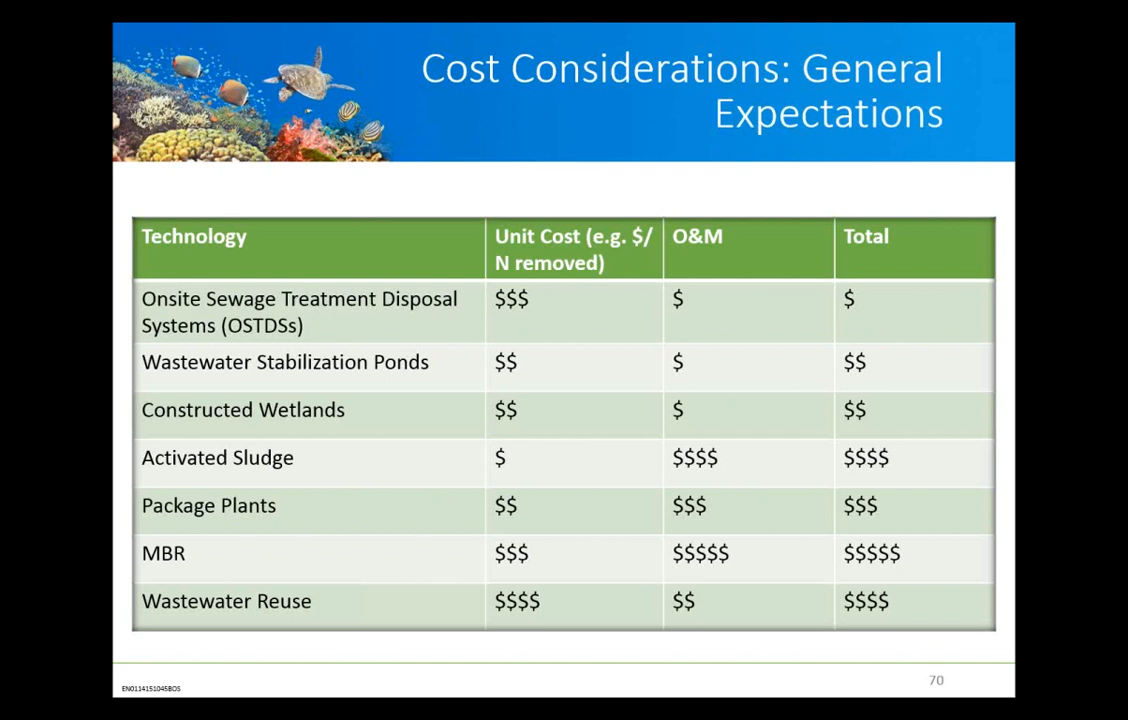 Cost Considerations: General
Expectations
Technology
Unit Cost (e.g. $/
N removed)
O&M
Total
Onsite Sewage Treatment Disposal
Systems (OSTDSs)
$$$
$
$
Wastewater Stabilization Ponds
$$
$
$$
Constructed Wetlands
$$
$
$$
Activated Sludge
$
$$$$
$$$$
Package Plants
$$
$$$
$$$
MBR
$$$
$$$$$
$$$$$
Wastewater Reuse
$$$$
$$
$$$$
EN0114151045BOS
70